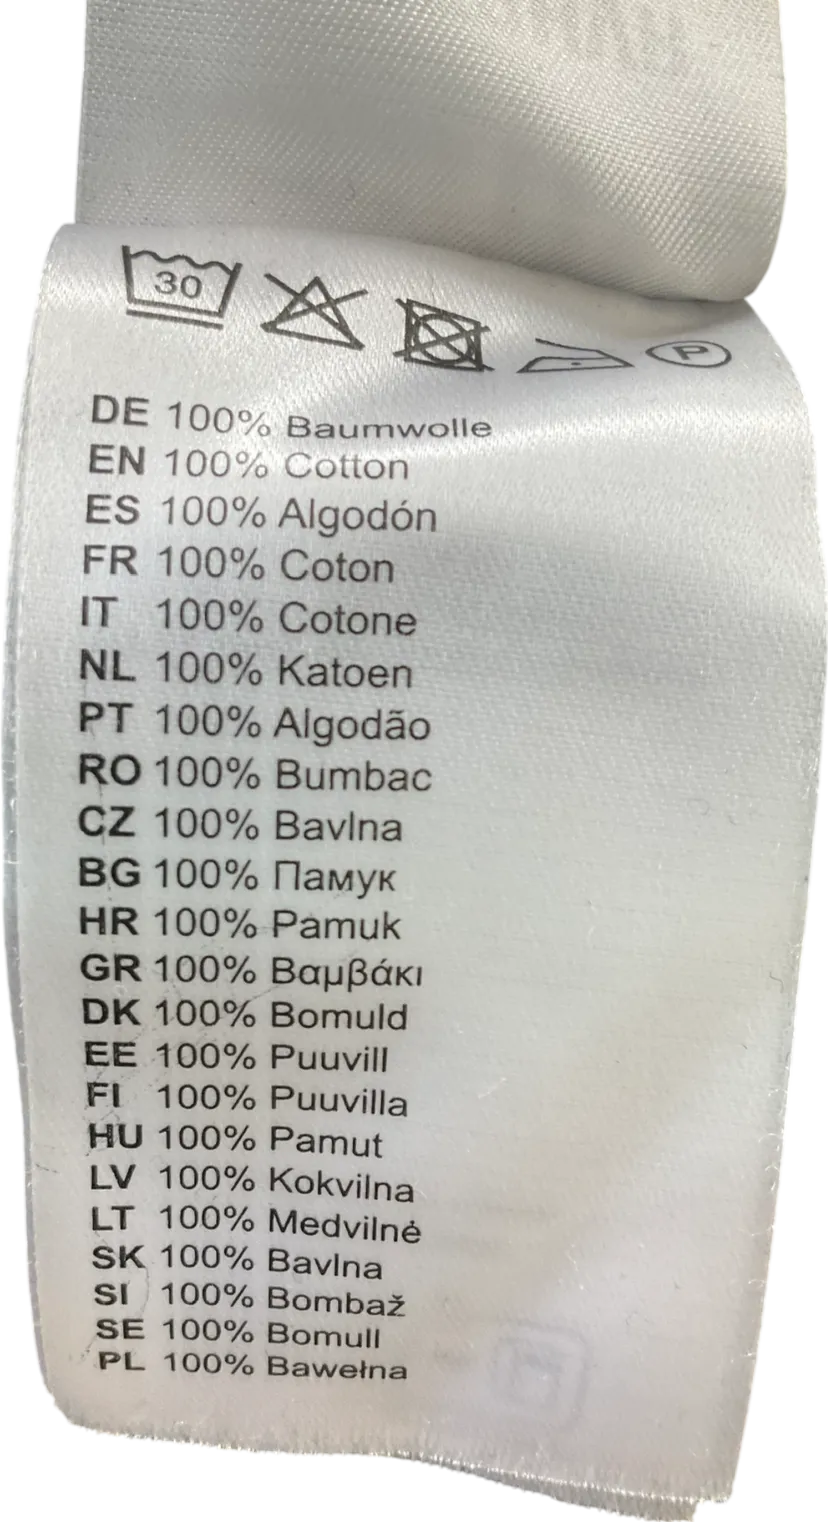 30
P
DE 100% Baumwolle
EN 100% Cotton
ES 100% Algodón
FR 100% Coton
IT 100% Cotone
NL 100% Katoen
PT 100% Algodão
RO 100% Bumbac
CZ 100% Bavlna
BG 100% Памук
HR 100% Pamuk
GR 100% Βαμβάκι
DK 100% Bomuld
EE 100% Puuvill
FI 100% Puuvilla
HU 100% Pamut
LV 100% Kokvilna
LT 100% Medvilnė
SK 100% Bavlna
SI 100% Bombaž
SE 100% Bomull
PL 100% Bawełna